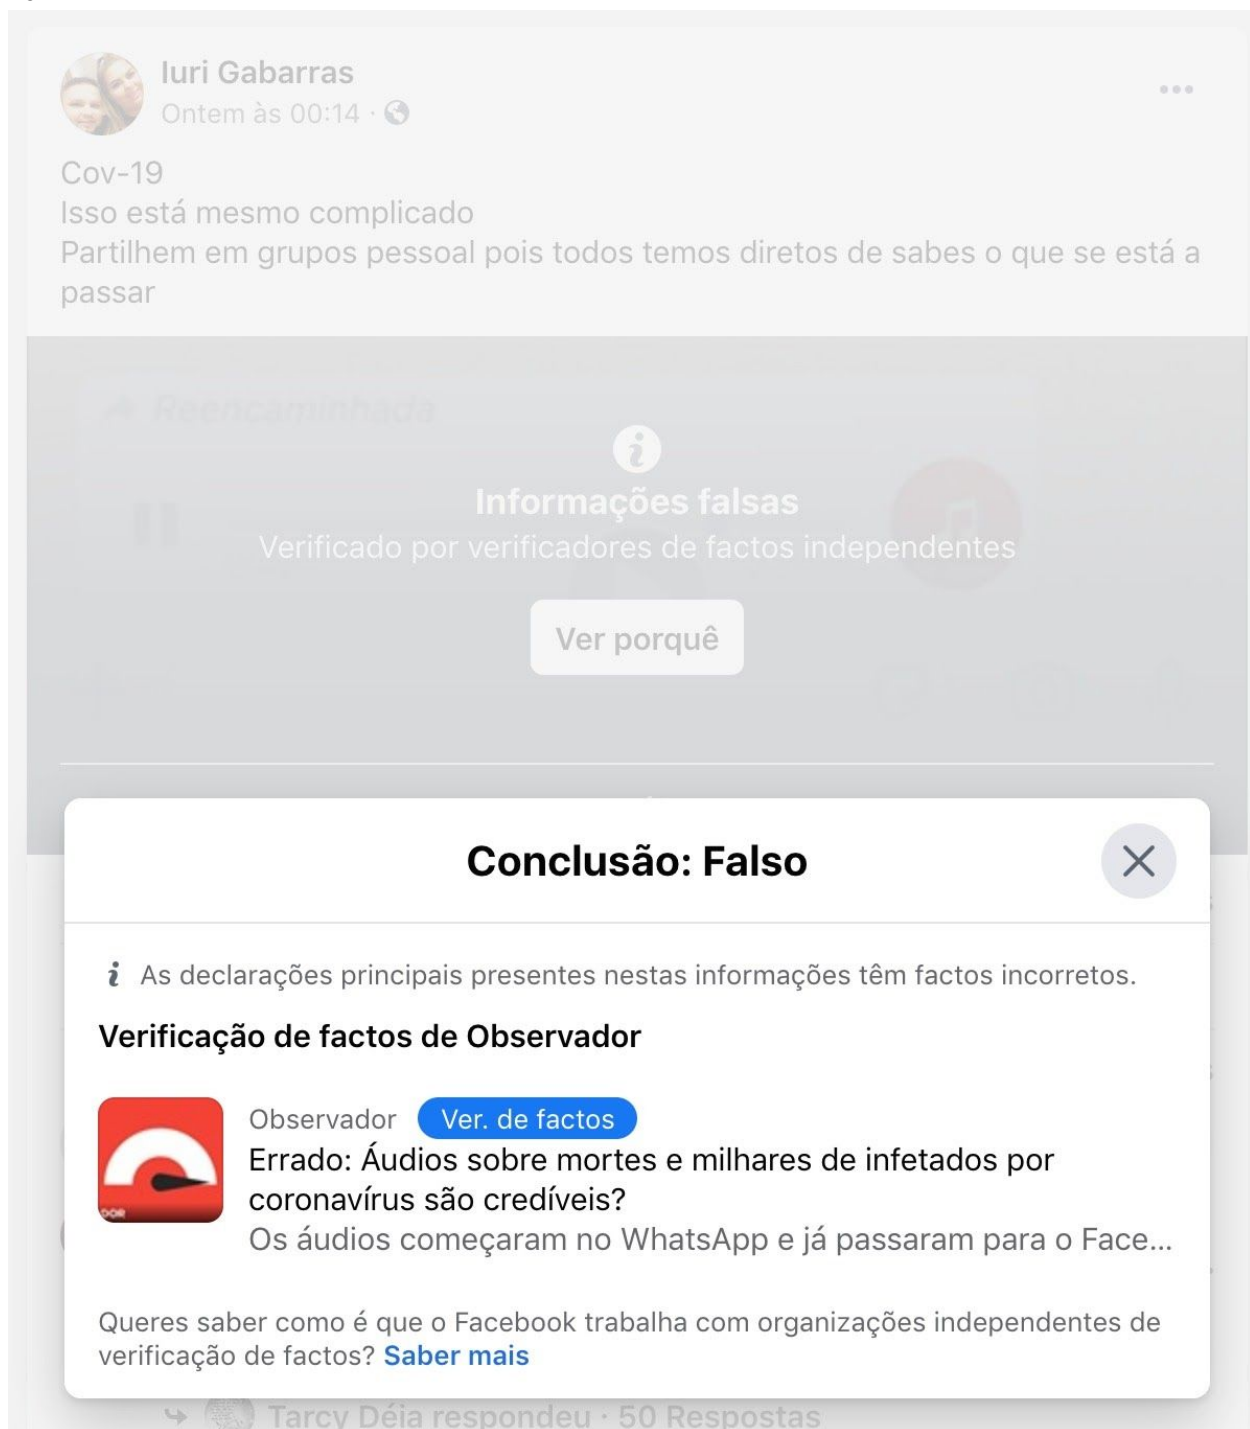 Iuri Gabarras
Ontem às 00:14 ·
Cov-19
Isso está mesmo complicado
Partilhem em grupos pessoal pois todos temos diretos de sabes o que se está a
passar
Reencaminhada
Informações falsas
Verificado por verificadores de factos independentes
Ver porquê
Conclusão: Falso
As declarações principais presentes nestas informações têm factos incorretos.
Verificação de factos de Observador
Observador Ver. de factos
Errado: Áudios sobre mortes e milhares de infetados por
coronavírus são credíveis?
Os áudios começaram no WhatsApp e já passaram para o Face...
Queres saber como é que o Facebook trabalha com organizações independentes de
verificação de factos? Saber mais
Tarcy Déia respondeu · 50 Respostas